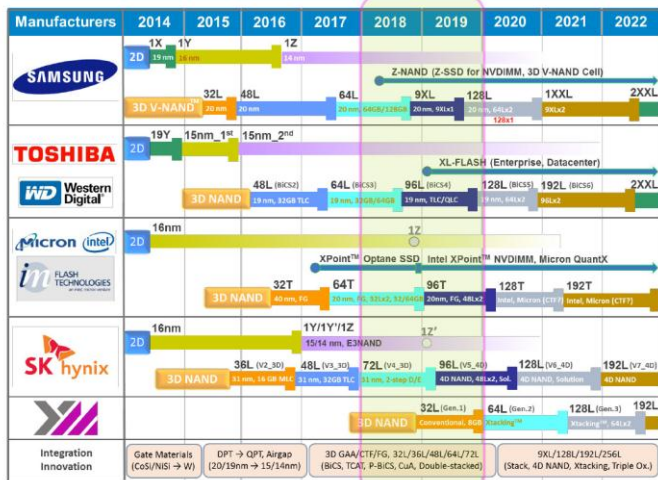 Manufacturers 2014 2015 2016 2017 2018 2019 2020 2021 2022
SAMSUNG
1X 1Y 1Z
2D 19 nm 16 nm 14 nm
Z-NAND (Z-SSD for NVDIMM, 3D V-NAND Cell)
32L 48L 64L 9XL 128L 1XXL 2XXL
3D V-NAND™ 20 nm 20 nm 20 nm, 64GB/128GB 20 nm, 9XLx1 20 nm, 64Lx2 9XLx2
128x1
TOSHIBA
Western Digital®
WD
19Y 15nm_1st 15nm_2nd
2D
XL-FLASH (Enterprise, Datacenter)
48L (BiCS2) 64L (BiCS3) 96L (BiCS4) 128L (BiCS5) 192L (BiCS6) 2XXL
3D NAND 19 nm, 32GB TLC 19 nm, 32GB/64GB 19 nm, TLC/QLC 19 nm, 64Lx2 96Lx2
Micron intel
im FLASH TECHNOLOGIES
16nm 1Z
2D
XPoint™ Optane SSD Intel XPoint™ NVDIMM, Micron QuantX
32T 64T 96T 128T 192T
3D NAND 40 nm, FG 20 nm, FG, 32Lx2, 32/64GB 20nm, FG, 48Lx2 Intel, Micron (CTF?) Intel, Micron (CTF?)
SK hynix
16nm 1Y/1Y'/1Z 1Z'
2D 15/14 nm, E3NAND
36L (V2_3D) 48L (V3_3D) 72L (V4_3D) 96L (V5_4D) 128L (V6_4D) 192L (V7_4D)
3D NAND 31 nm, 16 GB MLC 31 nm, 32GB TLC 31 nm, 2-step D/E 4D NAND, 48Lx2, Sol. 4D NAND, Solution 4D NAND
32L (Gen.1) 64L (Gen.2) 128L (Gen.3) 192L
3D NAND Conventional, 8GB Xtacking™ Xtacking™, 64Lx2
Integration Innovation
Gate Materials DPT → QPT, Airgap 3D GAA/CTF/FG, 32L/36L/48L/64L/72L 9XL/128L/192L/256L
(CoSi/NiSi → W) (20/19nm → 15/14nm) (BiCS, TCAT, P-BiCS, CuA, Double-stacked) (Stack, 4D NAND, Xtacking, Triple Ox.)